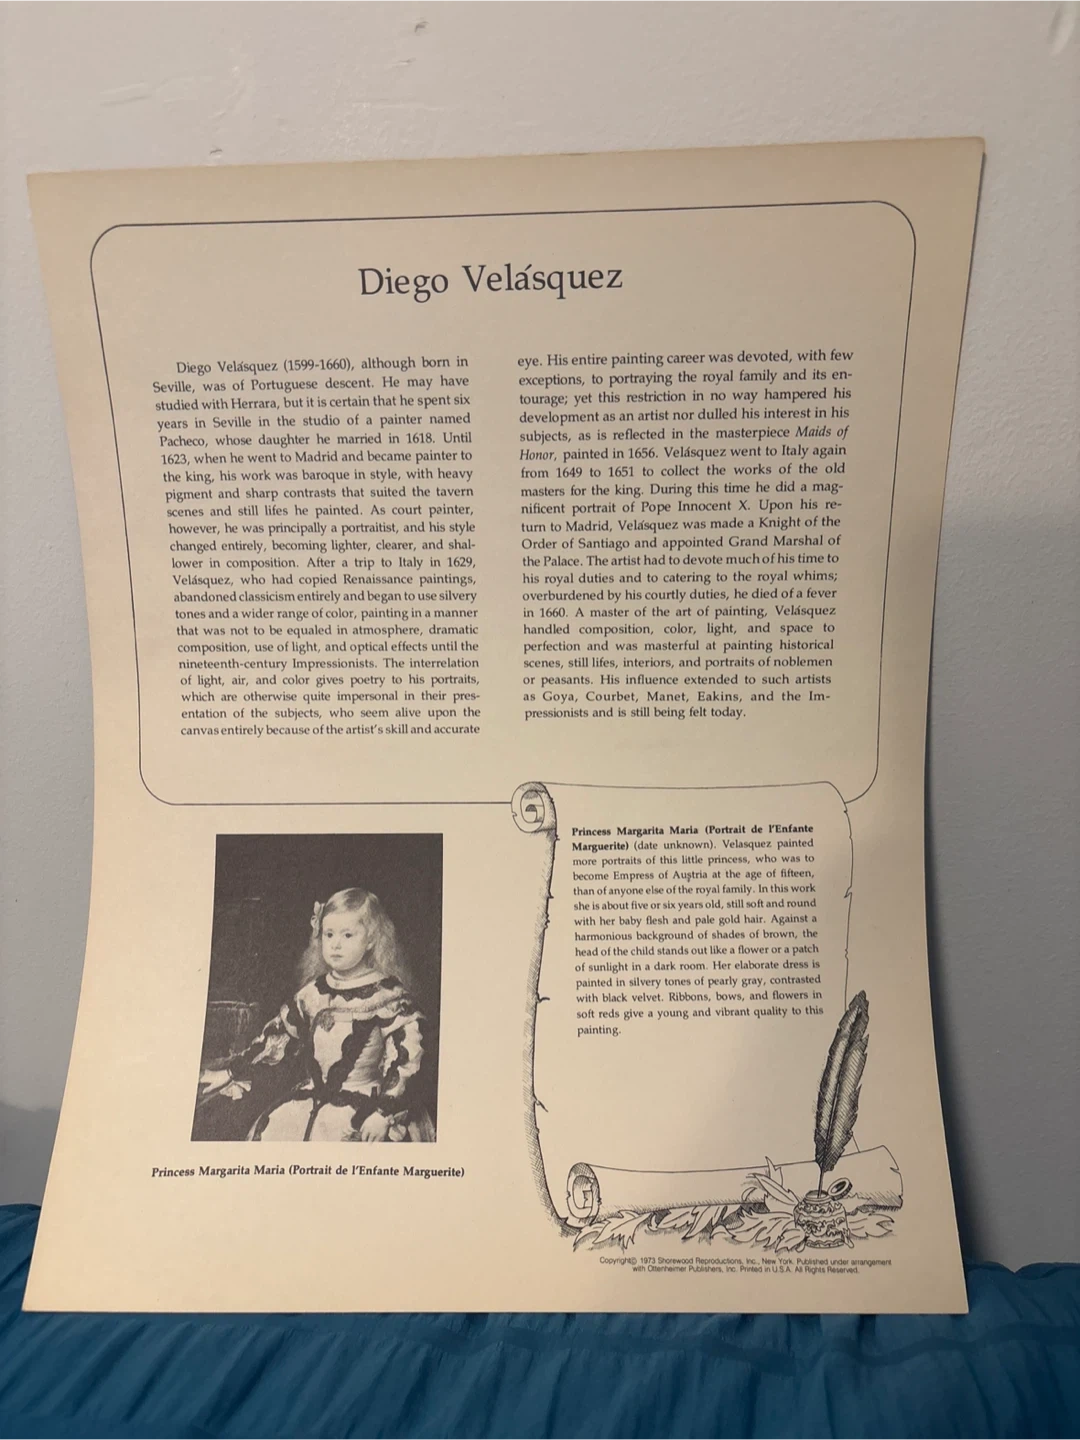 Diego Velásquez
Diego Velásquez (1599-1660), although born in
Seville, was of Portuguese descent. He may have
studied with Herrara, but it is certain that he spent six
years in Seville in the studio of a painter named
Pacheco, whose daughter he married in 1618. Until
1623, when he went to Madrid and became painter to
the king, his work was baroque in style, with heavy
pigment and sharp contrasts that suited the tavern
scenes and still lifes he painted. As court painter,
however, he was principally a portraitist, and his style
changed entirely, becoming lighter, clearer, and shal-
lower in composition. After a trip to Italy in 1629,
Velásquez, who had copied Renaissance paintings,
abandoned classicism entirely and began to use silvery
tones and a wider range of color, painting in a manner
that was not to be equaled in atmosphere, dramatic
composition, use of light, and optical effects until the
nineteenth-century Impressionists. The interrelation
of light, air, and color gives poetry to his portraits,
which are otherwise quite impersonal in their pres-
entation of the subjects, who seem alive upon the
canvas entirely because of the artist's skill and accurate
eye. His entire painting career was devoted, with few
exceptions, to portraying the royal family and its en-
tourage; yet this restriction in no way hampered his
development as an artist nor dulled his interest in his
subjects, as is reflected in the masterpiece Maids of
Honor, painted in 1656. Velásquez went to Italy again
from 1649 to 1651 to collect the works of the old
masters for the king. During this time he did a mag-
nificent portrait of Pope Innocent X. Upon his re-
turn to Madrid, Velásquez was made a Knight of the
Order of Santiago and appointed Grand Marshal of
the Palace. The artist had to devote much of his time to
his royal duties and to catering to the royal whims;
overburdened by his courtly duties, he died of a fever
in 1660. A master of the art of painting, Velásquez
handled composition, color, light, and space to
perfection and was masterful at painting historical
scenes, still lifes, interiors, and portraits of noblemen
or peasants. His influence extended to such artists
as Goya, Courbet, Manet, Eakins, and the Im-
pressionists and is still being felt today.
Princess Margarita Maria (Portrait de l'Enfante Marguerite)
Princess Margarita Maria (Portrait de l'Enfante
Marguerite) (date unknown). Velasquez painted
more portraits of this little princess, who was to
become Empress of Austria at the age of fifteen,
than of anyone else of the royal family. In this work
she is about five or six years old, still soft and round
with her baby flesh and pale gold hair. Against a
harmonious background of shades of brown, the
head of the child stands out like a flower or a patch
of sunlight in a dark room. Her elaborate dress is
painted in silvery tones of pearly gray, contrasted
with black velvet. Ribbons, bows, and flowers in
soft reds give a young and vibrant quality to this
painting.
Copyright© 1973 Shorewood Reproductions, Inc., New York. Published under arrangement
with Ottenheimer Publishers, Inc. Printed in U.S.A. All Rights Reserved.